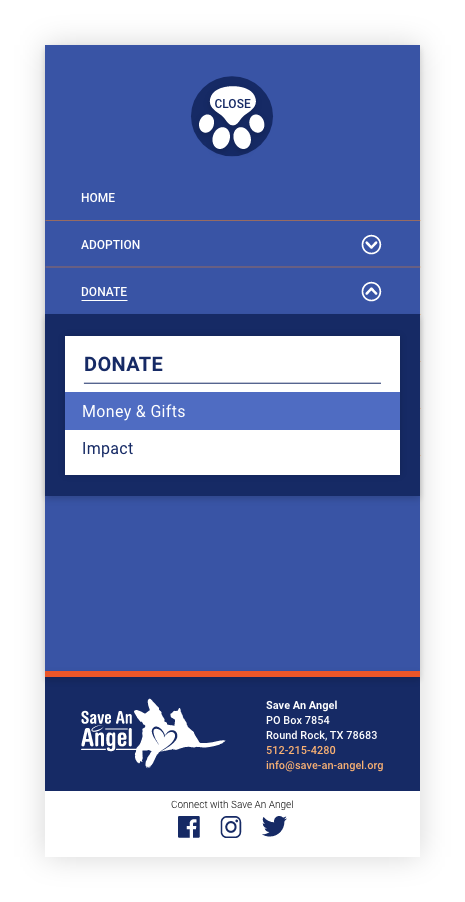 CLOSE
HOME
ADOPTION
DONATE
DONATE
Money & Gifts
Impact
Save An
Angel
Save An Angel
PO Box 7854
Round Rock, TX 78683
512-215-4280
info@save-an-angel.org
Connect with Save An Angel